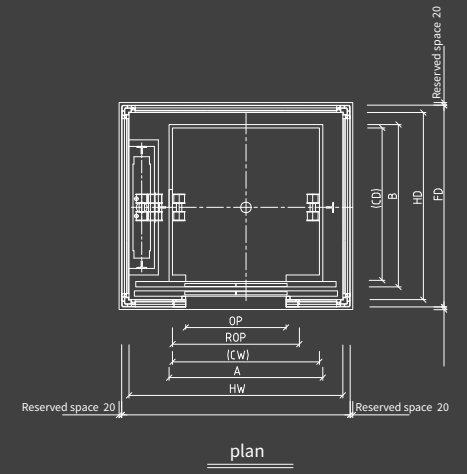 Reserved space 20
(CD)
B
HD
FD
OP
ROP
(CW)
A
HW
Reserved space 20
Reserved space 20
plan